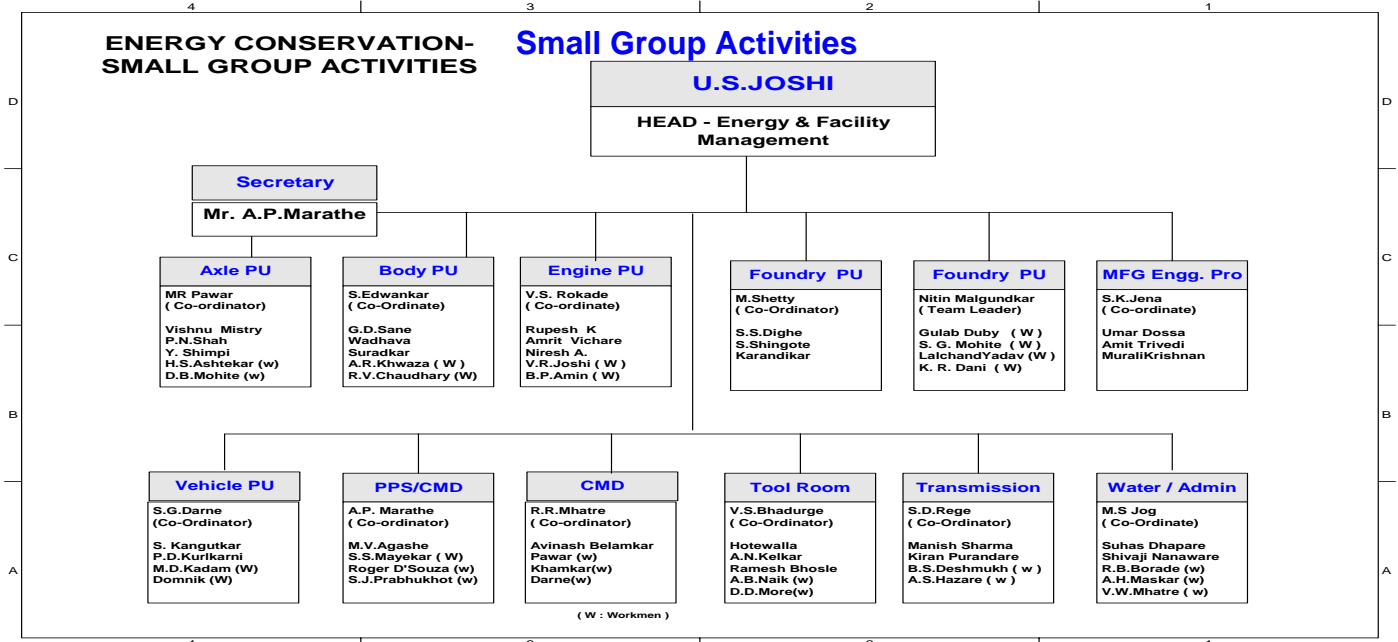 4 3 2 1
ENERGY CONSERVATION-
SMALL GROUP ACTIVITIES
Small Group Activities
U.S.JOSHI
HEAD - Energy & Facility
Management
D D
Secretary
Mr. A.P.Marathe
C C
Axle PU
MR Pawar
( Co-ordinator)
Vishnu Mistry
P.N.Shah
Y. Shimpi
H.S.Ashtekar (w)
D.B.Mohite (w)
Body PU
S.Edwankar
( Co-Ordinate)
G.D.Sane
Wadhava
Suradkar
A.R.Khwaza ( W )
R.V.Chaudhary (W)
Engine PU
V.S. Rokade
( Co-ordinate)
Rupesh K
Amrit Vichare
Niresh A.
V.R.Joshi ( W )
B.P.Amin ( W)
Foundry PU
M.Shetty
( Co-Ordinator)
S.S.Dighe
S.Shingote
Karandikar
Foundry PU
Nitin Malgundkar
( Team Leader)
Gulab Duby ( W )
S. G. Mohite ( W )
LalchandYadav (W )
K. R. Dani ( W)
MFG Engg. Pro
S.K.Jena
( Co-ordinate)
Umar Dossa
Amit Trivedi
MuraliKrishnan
B B
Vehicle PU
S.G.Darne
(Co-Ordinator)
S. Kangutkar
P.D.Kurlkarni
M.D.Kadam (W)
Domnik (W)
PPS/CMD
A.P. Marathe
( Co-ordinator)
M.V.Agashe
S.S.Mayekar ( W)
Roger D'Souza (w)
S.J.Prabhukhot (w)
CMD
R.R.Mhatre
( Co-ordinator)
Avinash Belamkar
Pawar (w)
Khamkar(w)
Darne(w)
Tool Room
V.S.Bhadurge
( Co-Ordinator)
Hotewalla
A.N.Kelkar
Ramesh Bhosle
A.B.Naik (w)
D.D.More(w)
Transmission
S.D.Rege
( Co-Ordinator)
Manish Sharma
Kiran Purandare
B.S.Deshmukh ( w )
A.S.Hazare ( w )
Water / Admin
M.S Jog
( Co-Ordinate)
Suhas Dhapare
Shivaji Nanaware
R.B.Borade (w)
A.H.Maskar (w)
V.W.Mhatre ( w)
A A
( W : Workmen )